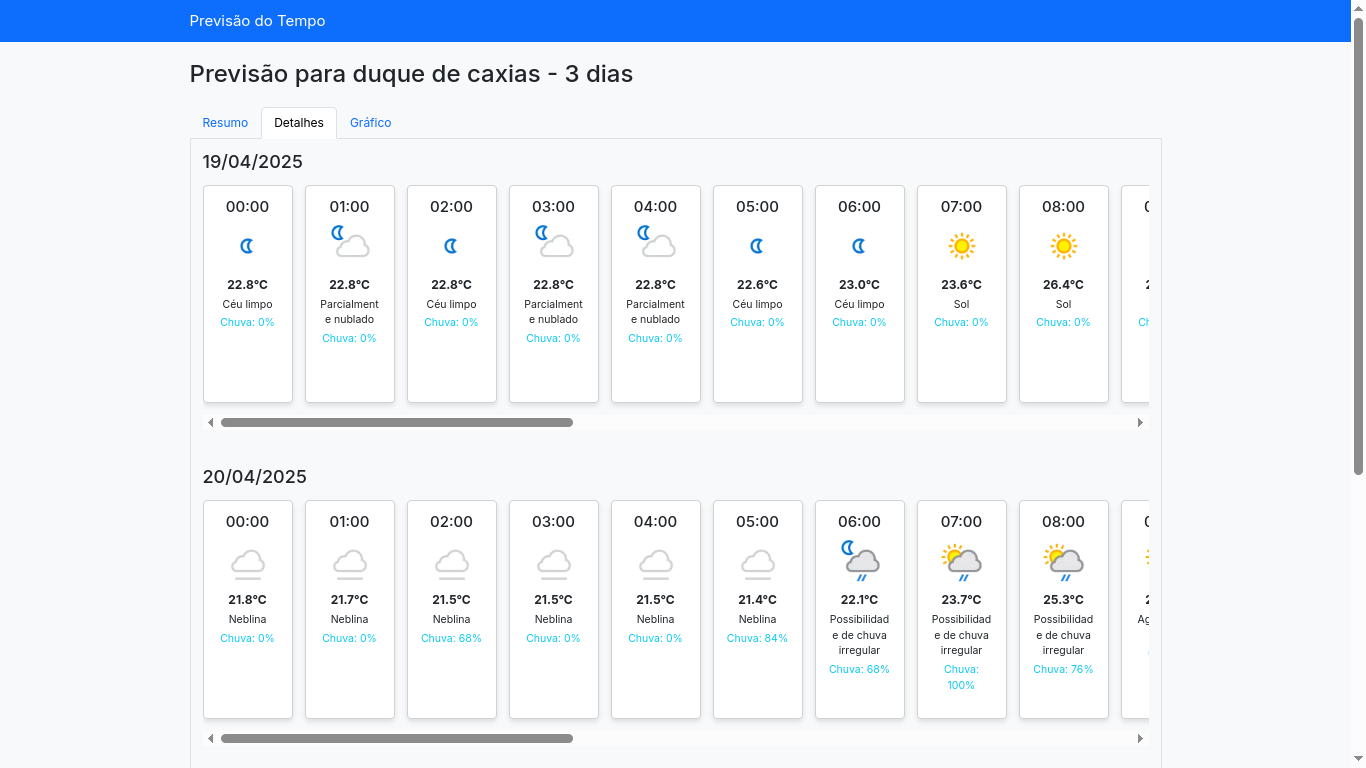 Previsão do Tempo
Previsão para duque de caxias - 3 dias
Resumo Detalhes Gráfico
19/04/2025
00:00 01:00 02:00 03:00 04:00 05:00 06:00 07:00 08:00
22.8°C 22.8°C 22.8°C 22.8°C 22.8°C 22.6°C 23.0°C 23.6°C 26.4°C
Céu limpo Parcialment Céu limpo Parcialment Parcialment Céu limpo Céu limpo Sol Sol
e nublado e nublado e nublado
Chuva: 0% Chuva: 0% Chuva: 0% Chuva: 0% Chuva: 0% Chuva: 0%
Chuva: 0% Chuva: 0% Chuva: 0%
20/04/2025
00:00 01:00 02:00 03:00 04:00 05:00 06:00 07:00 08:00
21.8°C 21.7°C 21.5°C 21.5°C 21.5°C 21.4°C 22.1°C 23.7°C 25.3°C
Neblina Neblina Neblina Neblina Neblina Neblina Possibilidad Possibilidad Possibilidad
Chuva: 0% Chuva: 0% Chuva: 68% Chuva: 0% Chuva: 0% Chuva: 84% e de chuva e de chuva e de chuva
irregular irregular irregular
Chuva: 68% Chuva: Chuva: 76%
100%